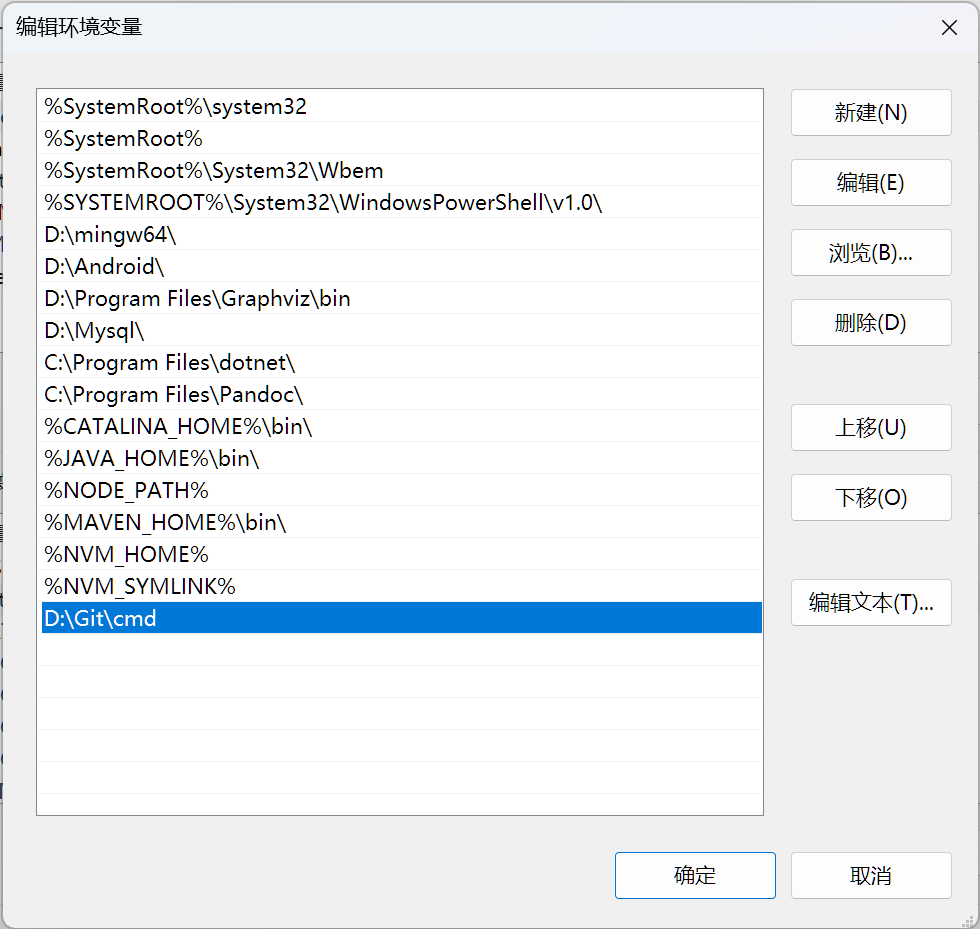 编辑环境变量
%SystemRoot%\system32
%SystemRoot%
%SystemRoot%\System32\Wbem
%SYSTEMROOT%\System32\WindowsPowerShell\v1.0\
D:\mingw64\
D:\Android\
D:\Program Files\Graphviz\bin
D:\Mysql\
C:\Program Files\dotnet\
C:\Program Files\Pandoc\
%CATALINA_HOME%\bin\
%JAVA_HOME%\bin\
%NODE_PATH%
%MAVEN_HOME%\bin\
%NVM_HOME%
%NVM_SYMLINK%
D:\Git\cmd
新建(N)
编辑(E)
浏览(B)...
删除(D)
上移(U)
下移(O)
编辑文本(T)...
确定
取消